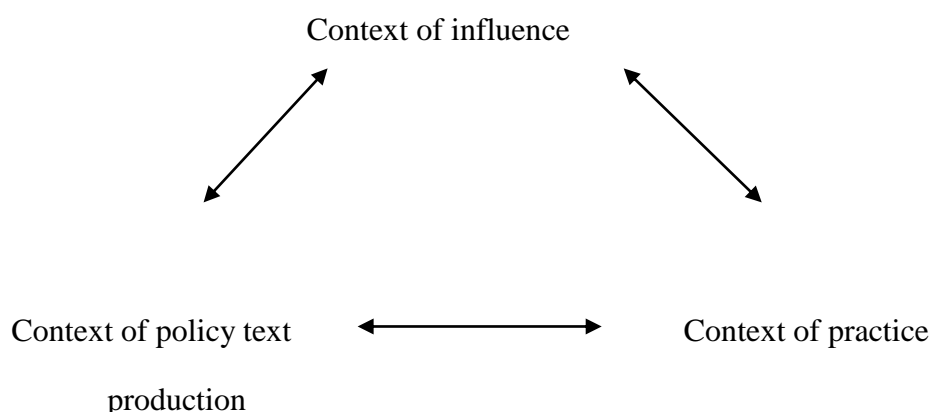 Context of influence
Context of policy text
production
Context of practice